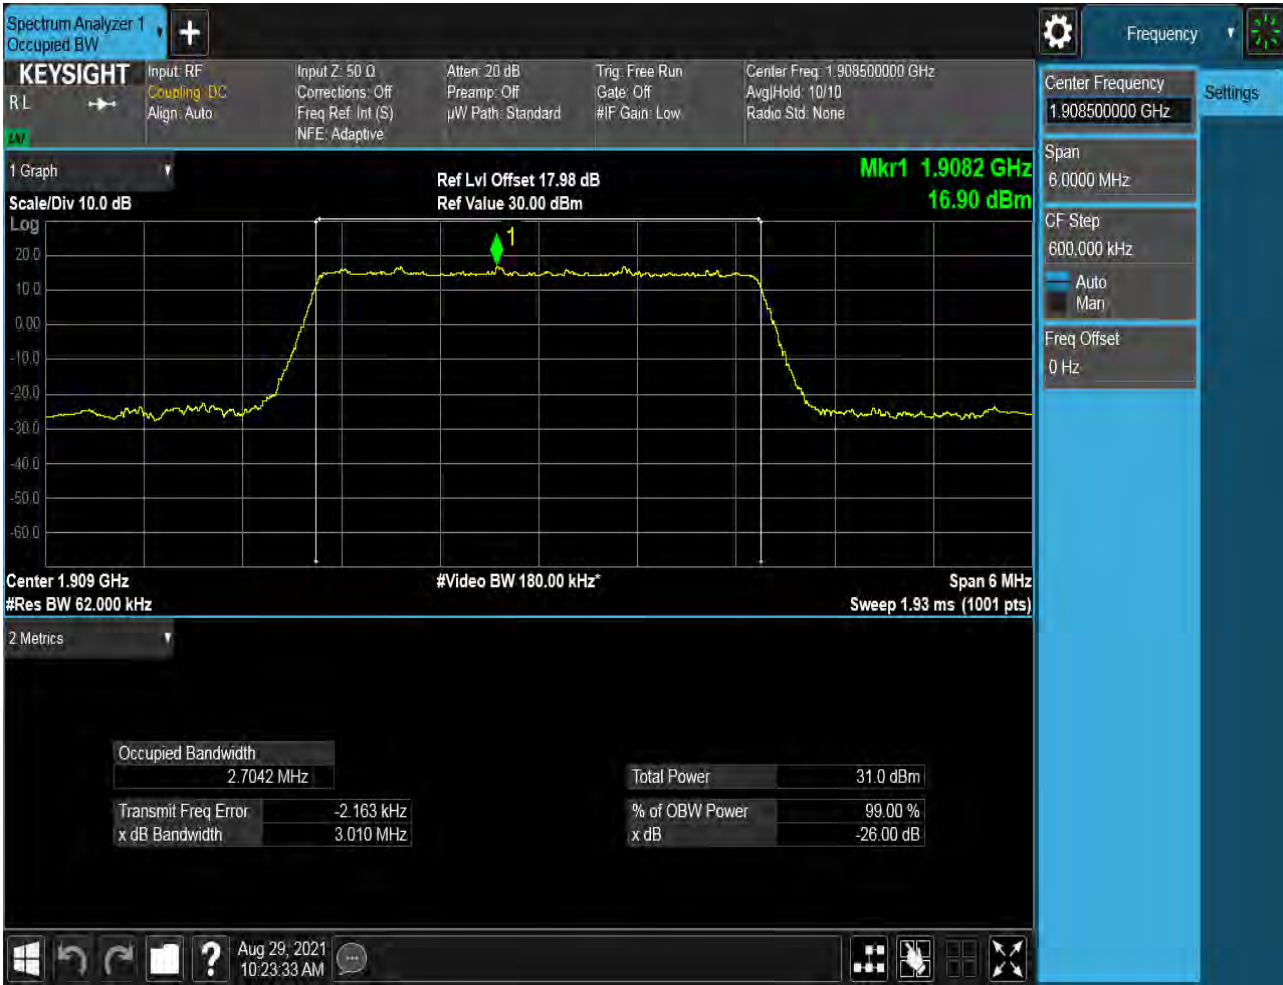 Spectrum Analyzer 1
Occupied BW
Frequency
KEYSIGHT
R L
Input: RF
Coupling: DC
Align: Auto
Input Z: 50 Ω
Corrections: Off
Freq Ref: Int (S)
NFE: Adaptive
Atten: 20 dB
Preamp: Off
µW Path: Standard
Trig: Free Run
Gate: Off
#IF Gain: Low
Center Freq: 1.908500000 GHz
Avg|Hold: 10/10
Radio Std: None
Center Frequency
1.908500000 GHz
Settings
Span
6.0000 MHz
CF Step
600.000 kHz
Auto
Man
Freq Offset
0 Hz
1 Graph
Scale/Div 10.0 dB
Ref Lvl Offset 17.98 dB
Ref Value 30.00 dBm
Mkr1 1.9082 GHz
16.90 dBm
Log
1
20.0
10.0
0.00
-10.0
-20.0
-30.0
-40.0
-50.0
-60.0
Center 1.909 GHz
#Video BW 180.00 kHz*
Span 6 MHz
#Res BW 62.000 kHz
Sweep 1.93 ms (1001 pts)
2 Metrics
Occupied Bandwidth
2.7042 MHz
Total Power 31.0 dBm
Transmit Freq Error -2.163 kHz
% of OBW Power 99.00 %
x dB Bandwidth 3.010 MHz
x dB -26.00 dB
?
Aug 29, 2021
10:23:33 AM